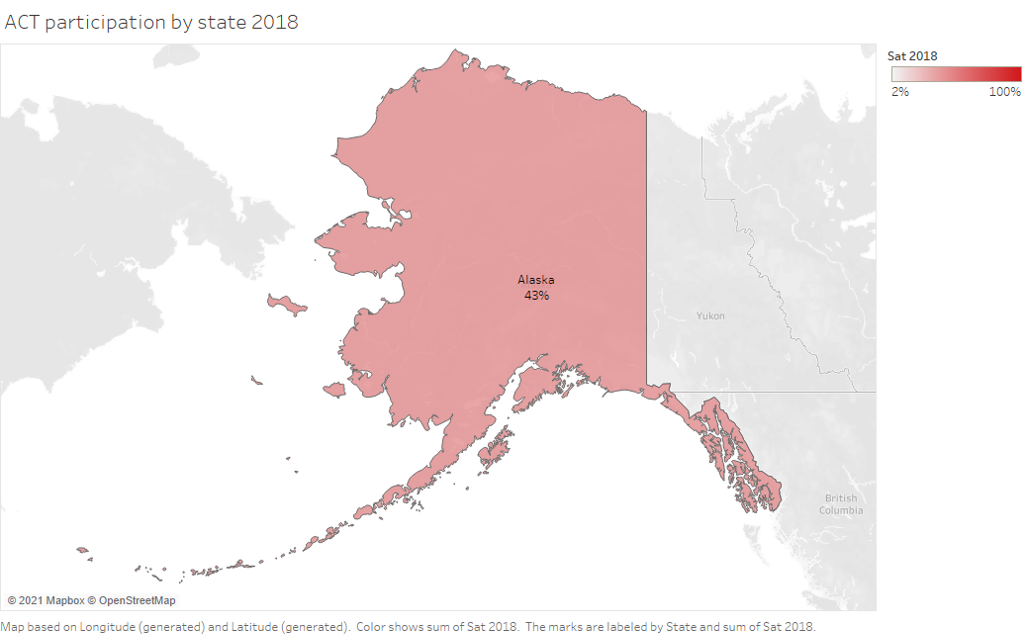 ACT participation by state 2018
Sat 2018
2% 100%
Alaska
43%
Yukon
British
Columbia
© 2021 Mapbox © OpenStreetMap
Map based on Longitude (generated) and Latitude (generated). Color shows sum of Sat 2018. The marks are labeled by State and sum of Sat 2018.